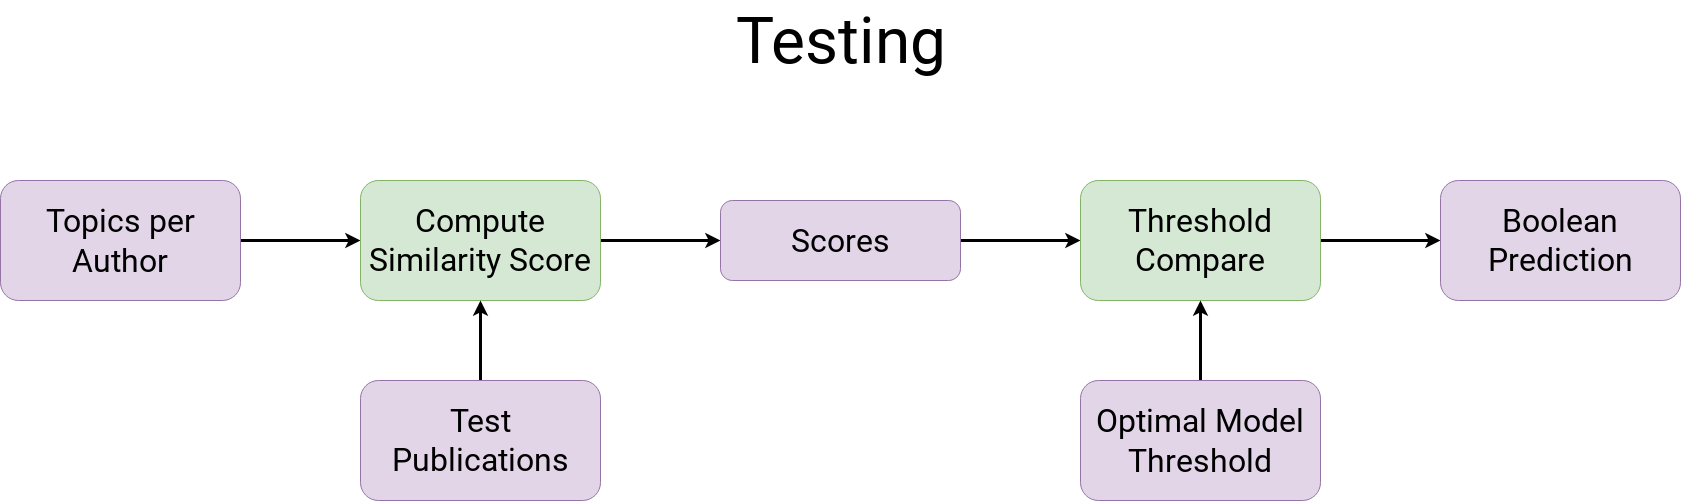 Testing
Topics per
Author
Compute
Similarity Score
Scores
Threshold
Compare
Boolean
Prediction
Test
Publications
Optimal Model
Threshold